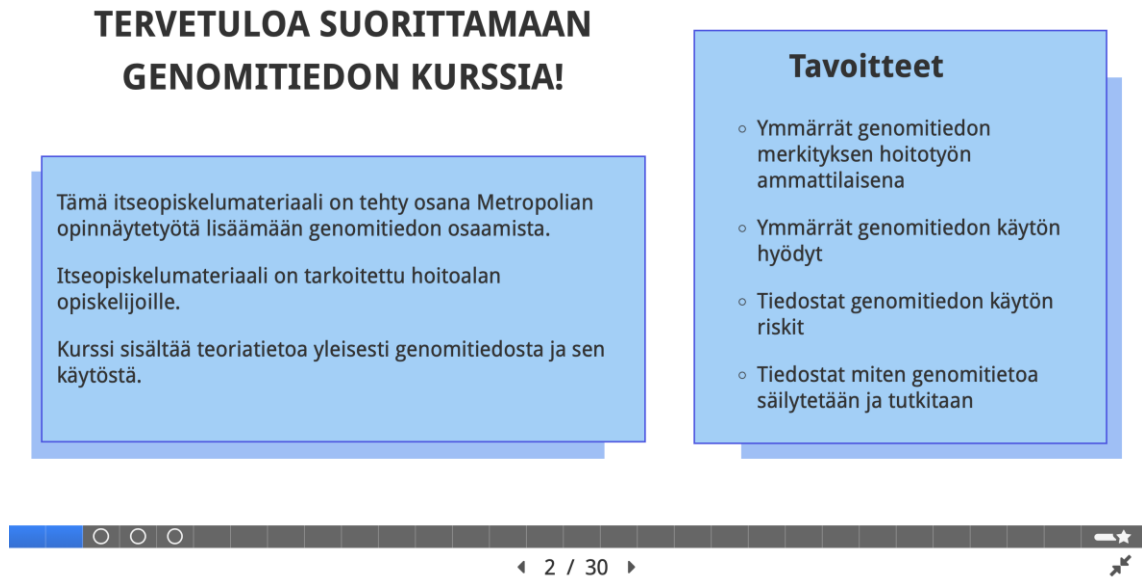 TERVETULOA SUORITTAMAAN
GENOMITIEDON KURSSIA!
Tämä itseopiskelumateriaali on tehty osana Metropolian
opinnäytetyötä lisäämään genomitiedon osaamista.
Itseopiskelumateriaali on tarkoitettu hoitoalan
opiskelijoille.
Kurssi sisältää teoriatietoa yleisesti genomitiedosta ja sen
käytöstä.
Tavoitteet
Ymmärrät genomitiedon
merkityksen hoitotyön
ammattilaisena
Ymmärrät genomitiedon käytön
hyödyt
Tiedostat genomitiedon käytön
riskit
Tiedostat miten genomitietoa
säilytetään ja tutkitaan
2 / 30